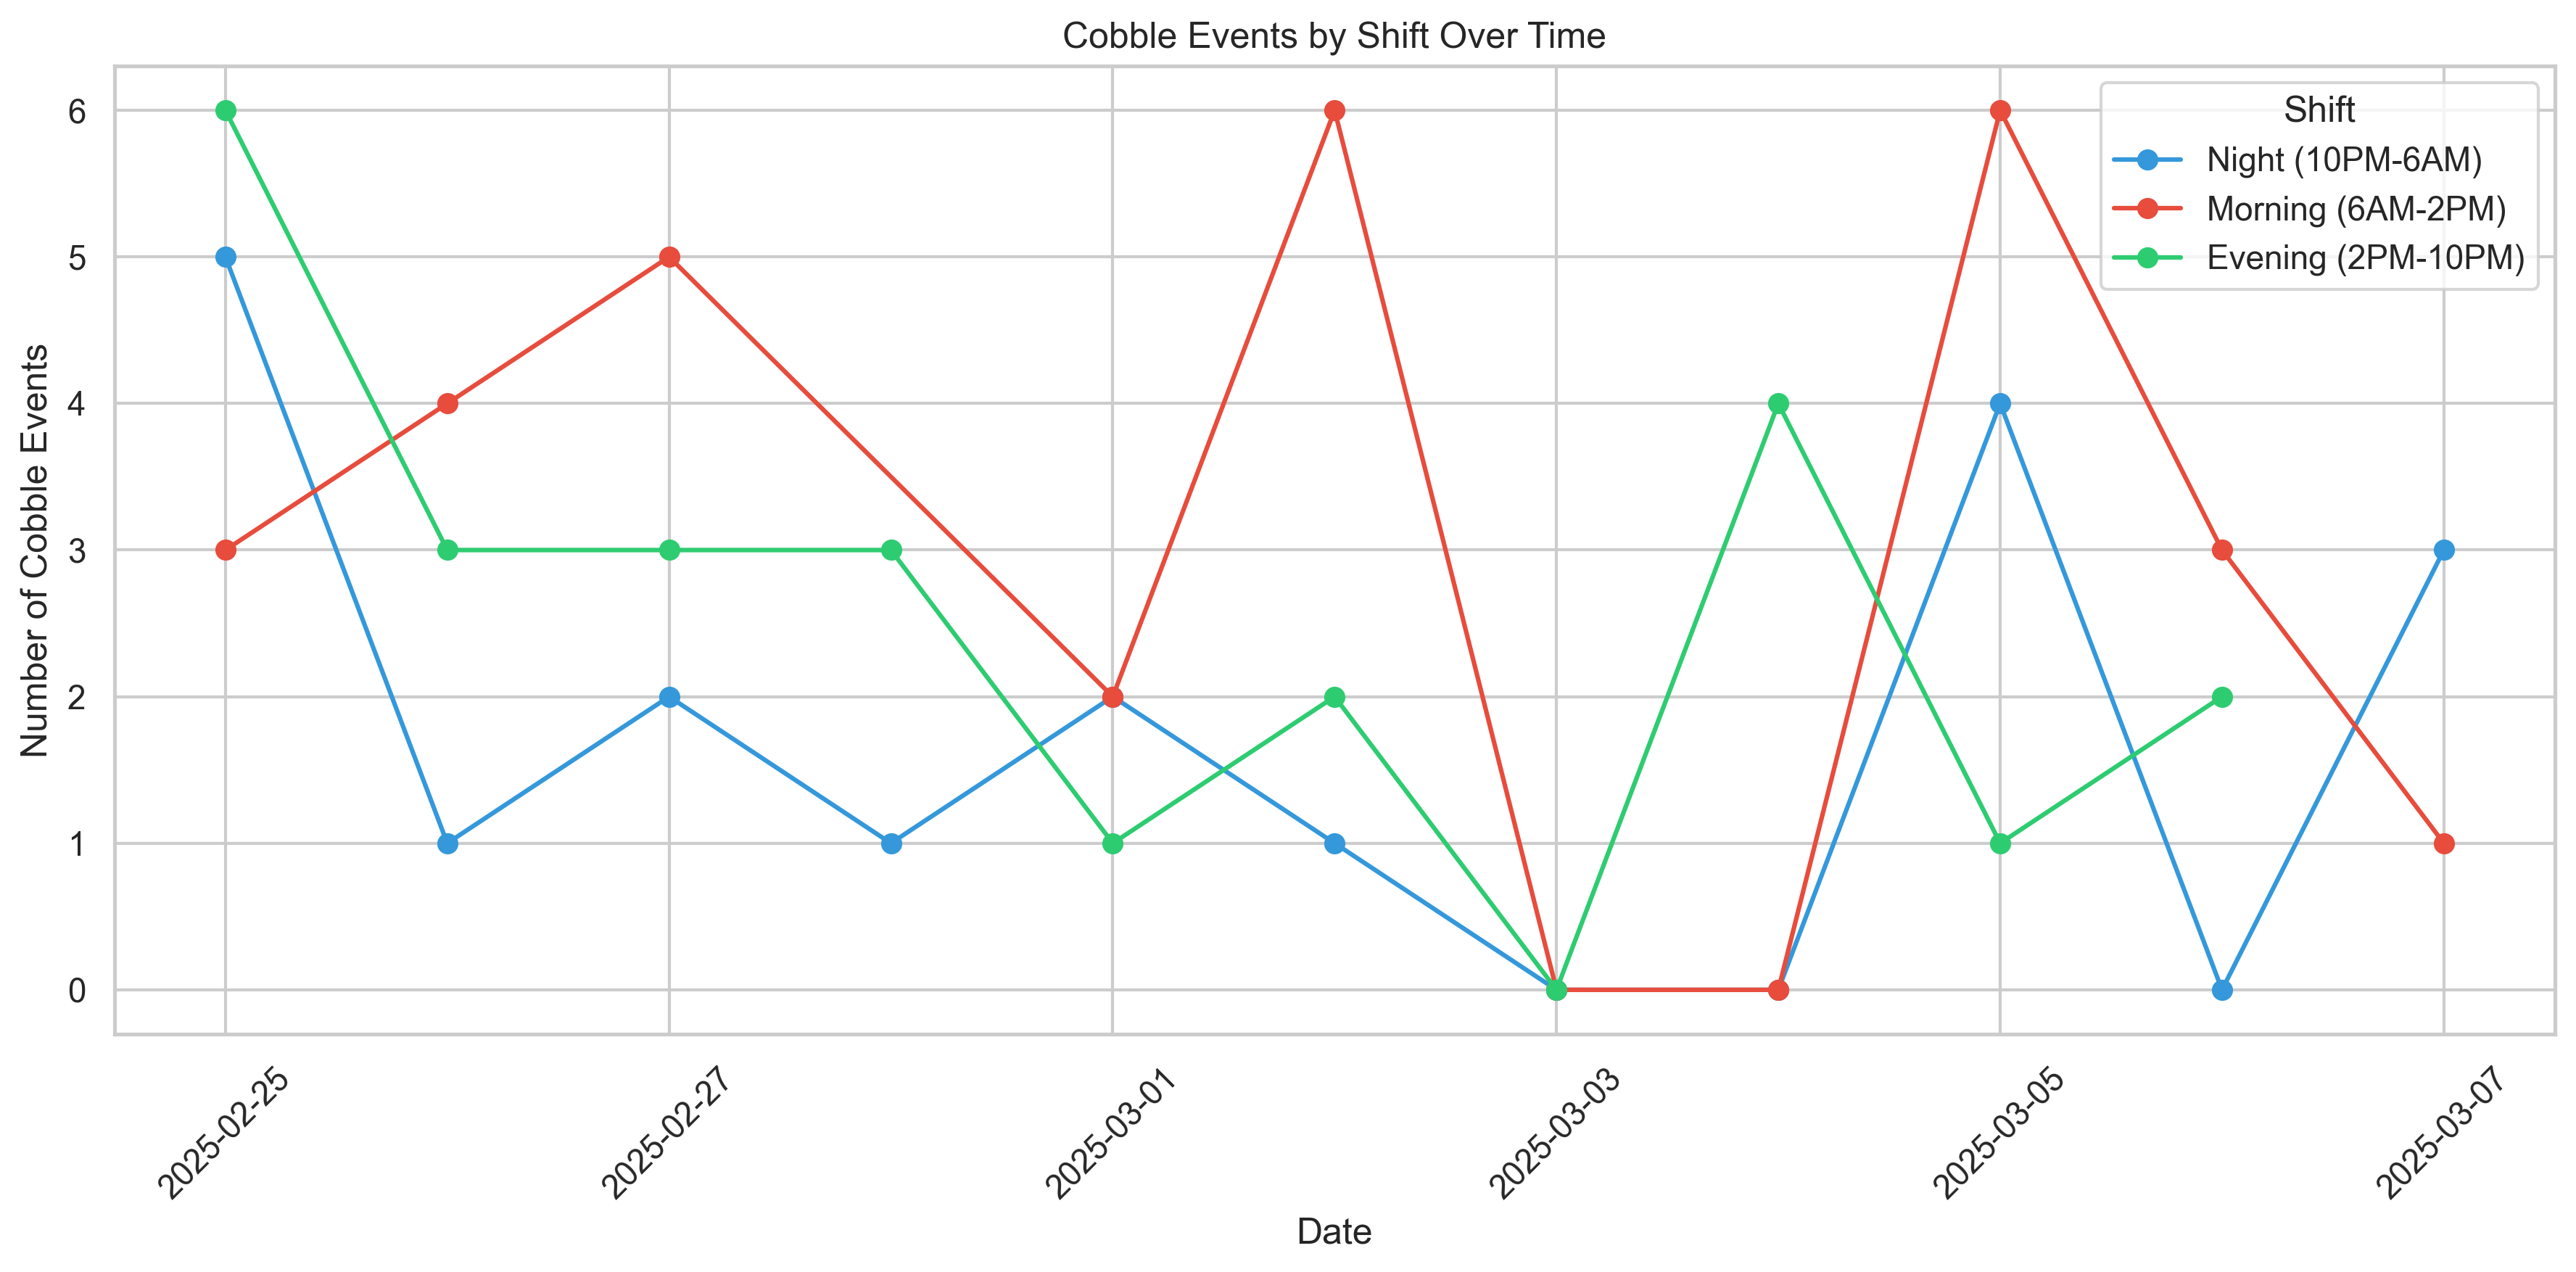 Cobble Events by Shift Over Time
Number of Cobble Events
6
5
4
3
2
1
0
Shift
Night (10PM-6AM)
Morning (6AM-2PM)
Evening (2PM-10PM)
2025-02-25
2025-02-27
2025-03-01
2025-03-03
2025-03-05
2025-03-07
Date